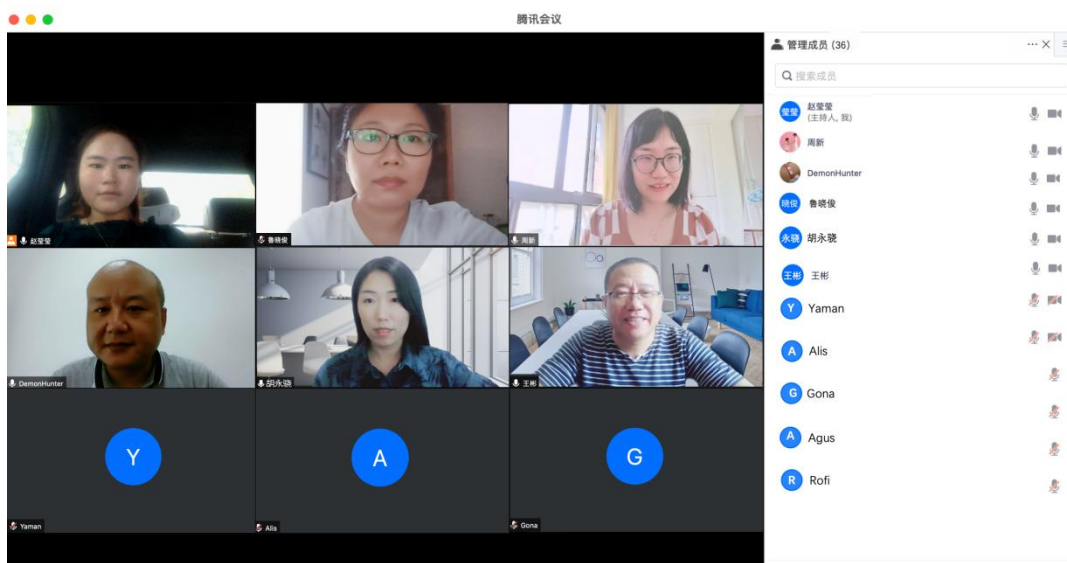 腾讯会议
赵莹莹
鲁晓俊
周新
DemonHunter
胡永骁
王彬
Y
A
G
Yaman
Alis
Gona
管理成员 (36)
搜索成员
莹莹
赵莹莹
(主持人, 我)
周新
DemonHunter
晓俊
鲁晓俊
永骁
胡永骁
王彬
王彬
Y
Yaman
A
Alis
G
Gona
A
Agus
R
Rofi